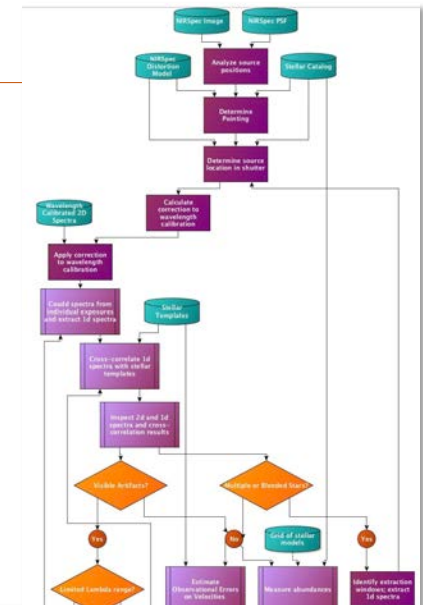 NIRSpec Image
NIRSpec PSF
NIRSpec
Distortion
Model
Analyze source
positions
Stellar Catalog
Determine
Pointing
Determine source
location in shutter
Wavelength
Calibrated 2D
Spectra
Calculate
correction to
wavelength
calibration
Apply correction
to wavelength
calibration
Coadd spectra from
individual exposures
and extract 1d spectra
Stellar
Templates
Cross-correlate 1d
spectra with stellar
templates
Inspect 2d and 1d
spectra and cross-
correlation results
Visible Artifacts?
Multiple or Blended Stars?
Yes
No
Grid of stellar
models
Yes
Limited Lambda range?
Estimate
Observational Errors
on Velocities
Measure abundances
Identify extraction
windows; extract
1d spectra